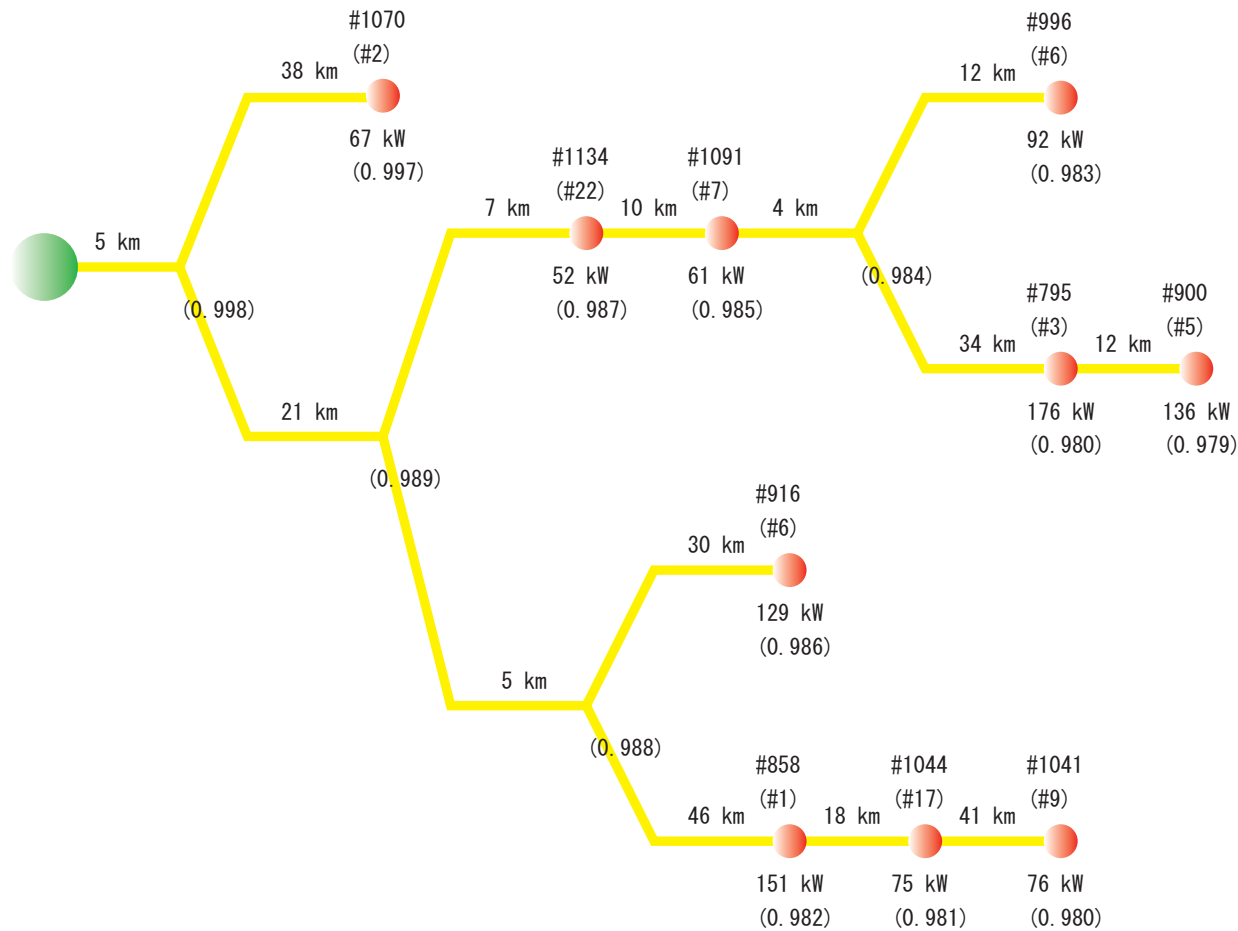 #1070
(#2)
38 km
67 kW
(0.997)
5 km
(0.998)
21 km
(0.989)
7 km
#1134
(#22)
52 kW
(0.987)
10 km
#1091
(#7)
61 kW
(0.985)
4 km
(0.984)
12 km
#996
(#6)
92 kW
(0.983)
34 km
#795
(#3)
176 kW
(0.980)
12 km
#900
(#5)
136 kW
(0.979)
5 km
(0.988)
30 km
#916
(#6)
129 kW
(0.986)
46 km
#858
(#1)
151 kW
(0.982)
18 km
#1044
(#17)
75 kW
(0.981)
41 km
#1041
(#9)
76 kW
(0.980)